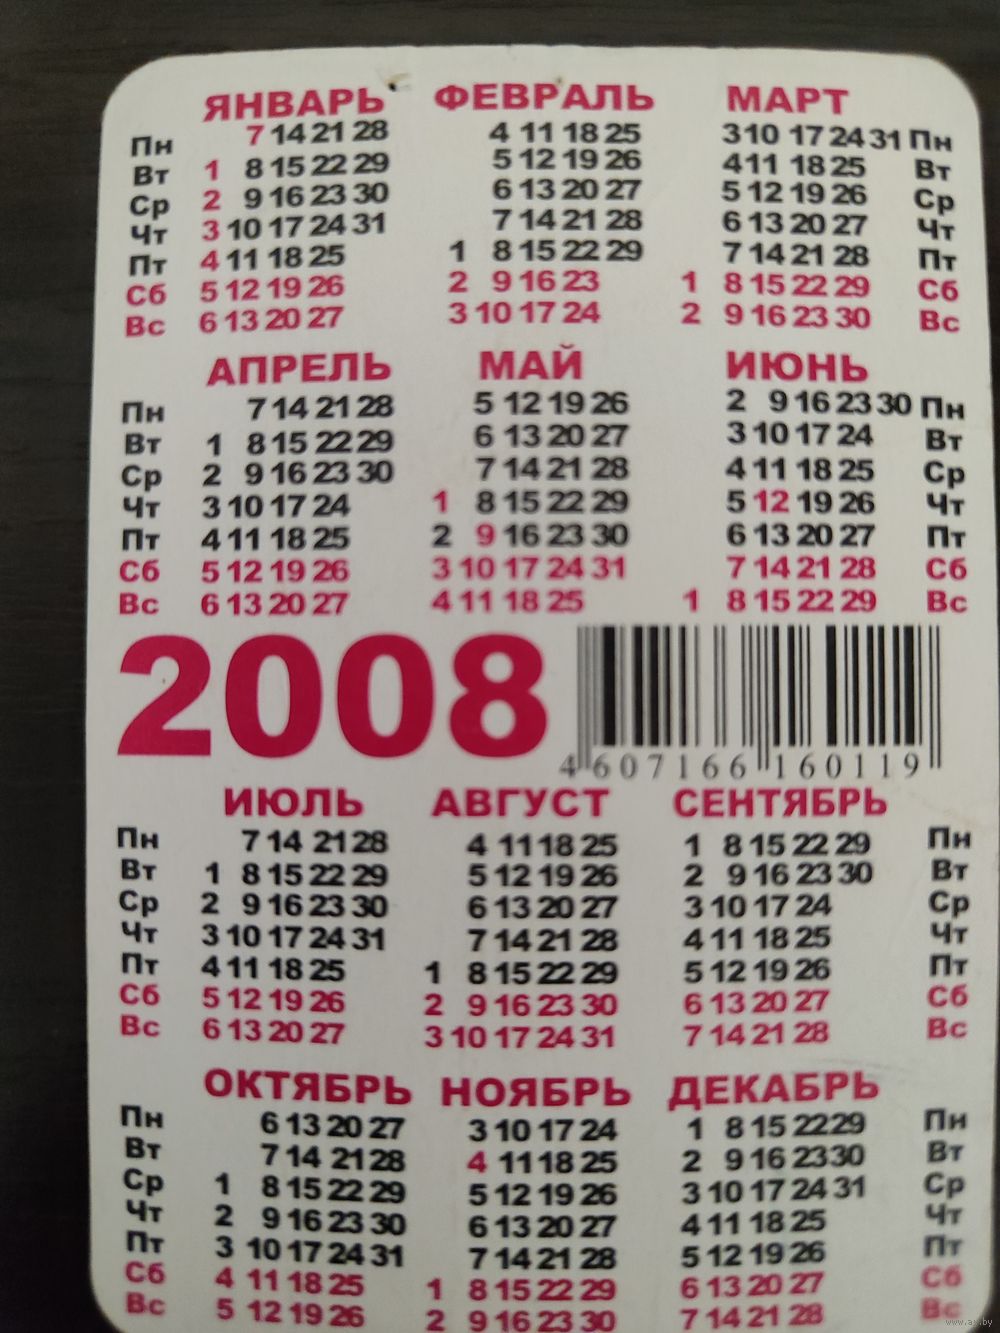 ЯНВАРЬ ФЕВРАЛЬ МАРТ
Пн 7 14 21 28 4 11 18 25 3 10 17 24 31 Пн
Вт 1 8 15 22 29 5 12 19 26 4 11 18 25 Вт
Ср 2 9 16 23 30 6 13 20 27 5 12 19 26 Ср
Чт 3 10 17 24 31 7 14 21 28 6 13 20 27 Чт
Пт 4 11 18 25 1 8 15 22 29 7 14 21 28 Пт
Сб 5 12 19 26 2 9 16 23 1 8 15 22 29 Сб
Вс 6 13 20 27 3 10 17 24 2 9 16 23 30 Вс
АПРЕЛЬ МАЙ ИЮНЬ
Пн 7 14 21 28 5 12 19 26 2 9 16 23 30 Пн
Вт 1 8 15 22 29 6 13 20 27 3 10 17 24 Вт
Ср 2 9 16 23 30 7 14 21 28 4 11 18 25 Ср
Чт 3 10 17 24 1 8 15 22 29 5 12 19 26 Чт
Пт 4 11 18 25 2 9 16 23 30 6 13 20 27 Пт
Сб 5 12 19 26 3 10 17 24 31 7 14 21 28 Сб
Вс 6 13 20 27 4 11 18 25 1 8 15 22 29 Вс
2008
4 607166 160119
ИЮЛЬ АВГУСТ СЕНТЯБРЬ
Пн 7 14 21 28 4 11 18 25 1 8 15 22 29 Пн
Вт 1 8 15 22 29 5 12 19 26 2 9 16 23 30 Вт
Ср 2 9 16 23 30 6 13 20 27 3 10 17 24 Ср
Чт 3 10 17 24 31 7 14 21 28 4 11 18 25 Чт
Пт 4 11 18 25 1 8 15 22 29 5 12 19 26 Пт
Сб 5 12 19 26 2 9 16 23 30 6 13 20 27 Сб
Вс 6 13 20 27 3 10 17 24 31 7 14 21 28 Вс
ОКТЯБРЬ НОЯБРЬ ДЕКАБРЬ
Пн 6 13 20 27 3 10 17 24 1 8 15 22 29 Пн
Вт 7 14 21 28 4 11 18 25 2 9 16 23 30 Вт
Ср 1 8 15 22 29 5 12 19 26 3 10 17 24 31 Ср
Чт 2 9 16 23 30 6 13 20 27 4 11 18 25 Чт
Пт 3 10 17 24 31 7 14 21 28 5 12 19 26 Пт
Сб 4 11 18 25 1 8 15 22 29 6 13 20 27 Сб
Вс 5 12 19 26 2 9 16 23 30 7 14 21 28 Вс
www.ay.by